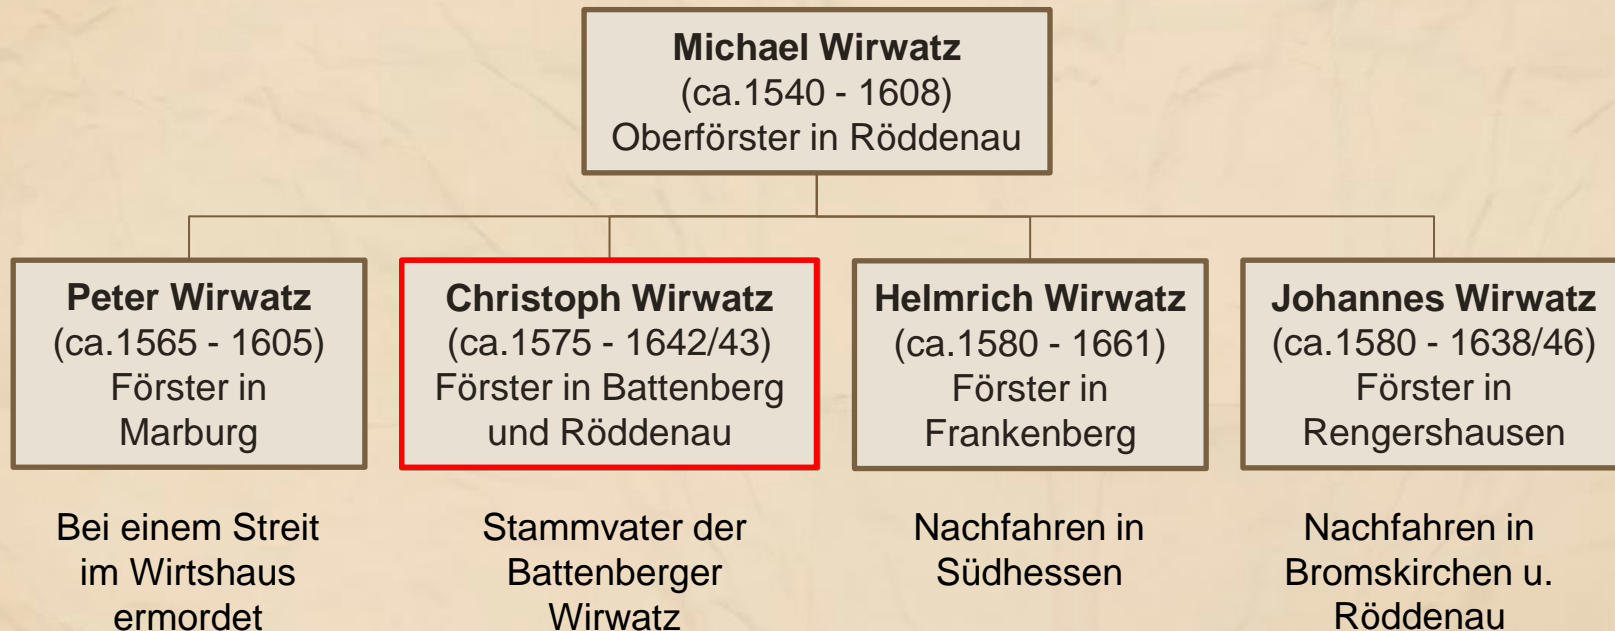 Michael Wirwatz
(ca.1540 - 1608)
Oberförster in Röddenau
Peter Wirwatz
(ca.1565 - 1605)
Förster in
Marburg
Christoph Wirwatz
(ca.1575 - 1642/43)
Förster in Battenberg
und Röddenau
Helmrich Wirwatz
(ca.1580 - 1661)
Förster in
Frankenberg
Johannes Wirwatz
(ca.1580 - 1638/46)
Förster in
Rengershausen
Bei einem Streit
im Wirtshaus
ermordet
Stammvater der
Battenberger
Wirwatz
Nachfahren in
Südhessen
Nachfahren in
Bromskirchen u.
Röddenau